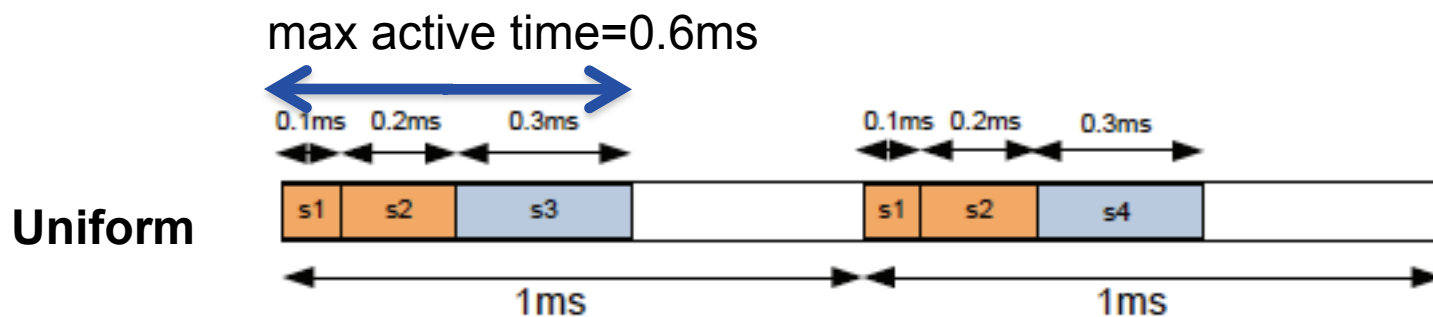 max active time=0.6ms
0.1ms 0.2ms 0.3ms 0.1ms 0.2ms 0.3ms
Uniform s1 s2 s3 s1 s2 s4
1ms 1ms